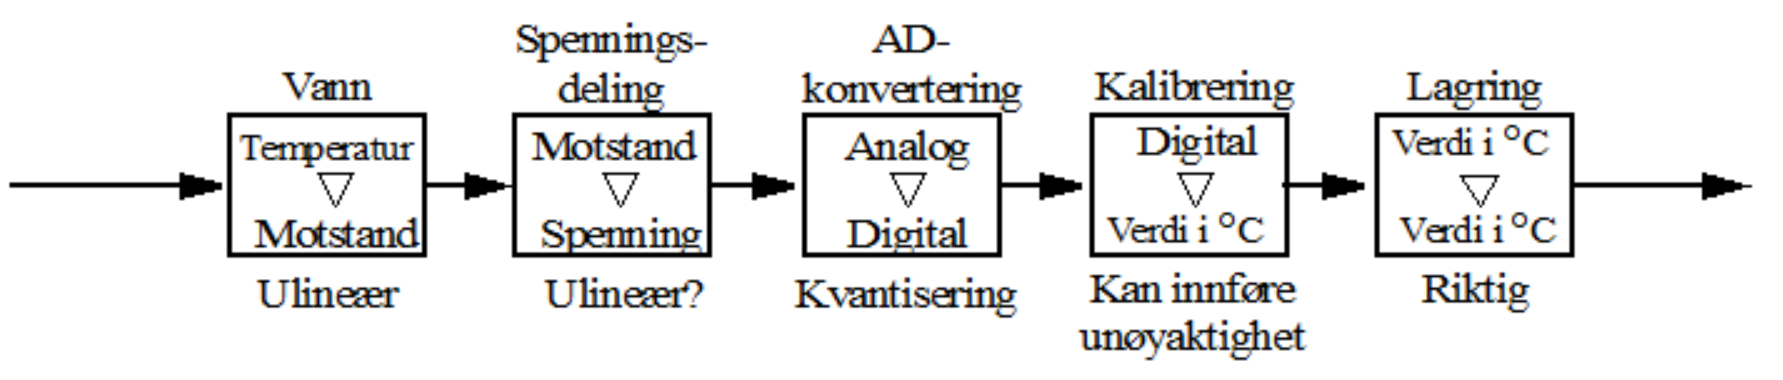 Vann
Temperatur
Motstand
Ulineær
Spennings-
deling
Motstand
Spenning
Ulineær?
AD-
konvertering
Analog
Digital
Kvantisering
Kalibrering
Digital
Verdi i °C
Kan innføre
unøyaktighet
Lagring
Verdi i °C
Verdi i °C
Riktig